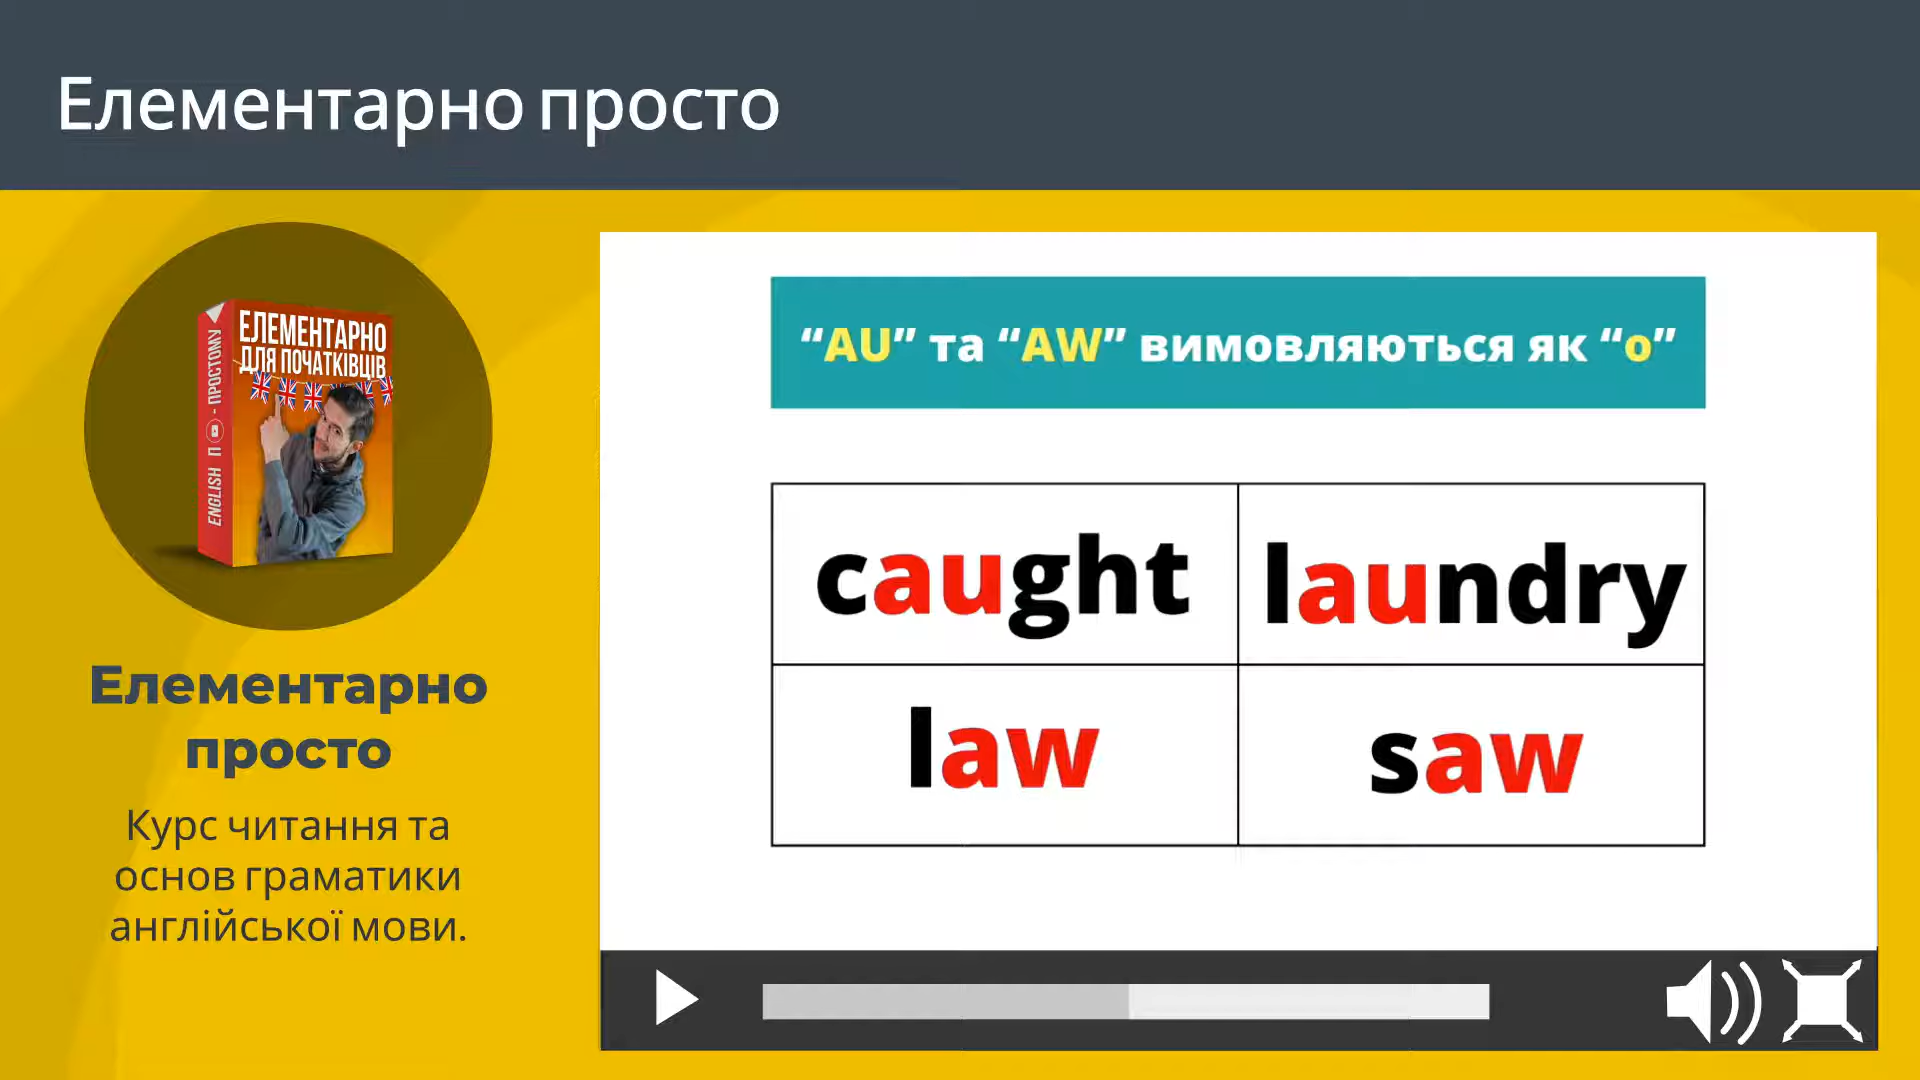 Елементарно просто
ЕЛЕМЕНТАРНО
ДЛЯ ПОЧАТКІВЦІВ
ENGLISH П - ПРОСТОМУ
Елементарно
просто
Курс читання та
основ граматики
англійської мови.
“AU” та “AW” вимовляються як “о”
caught
laundry
law
saw